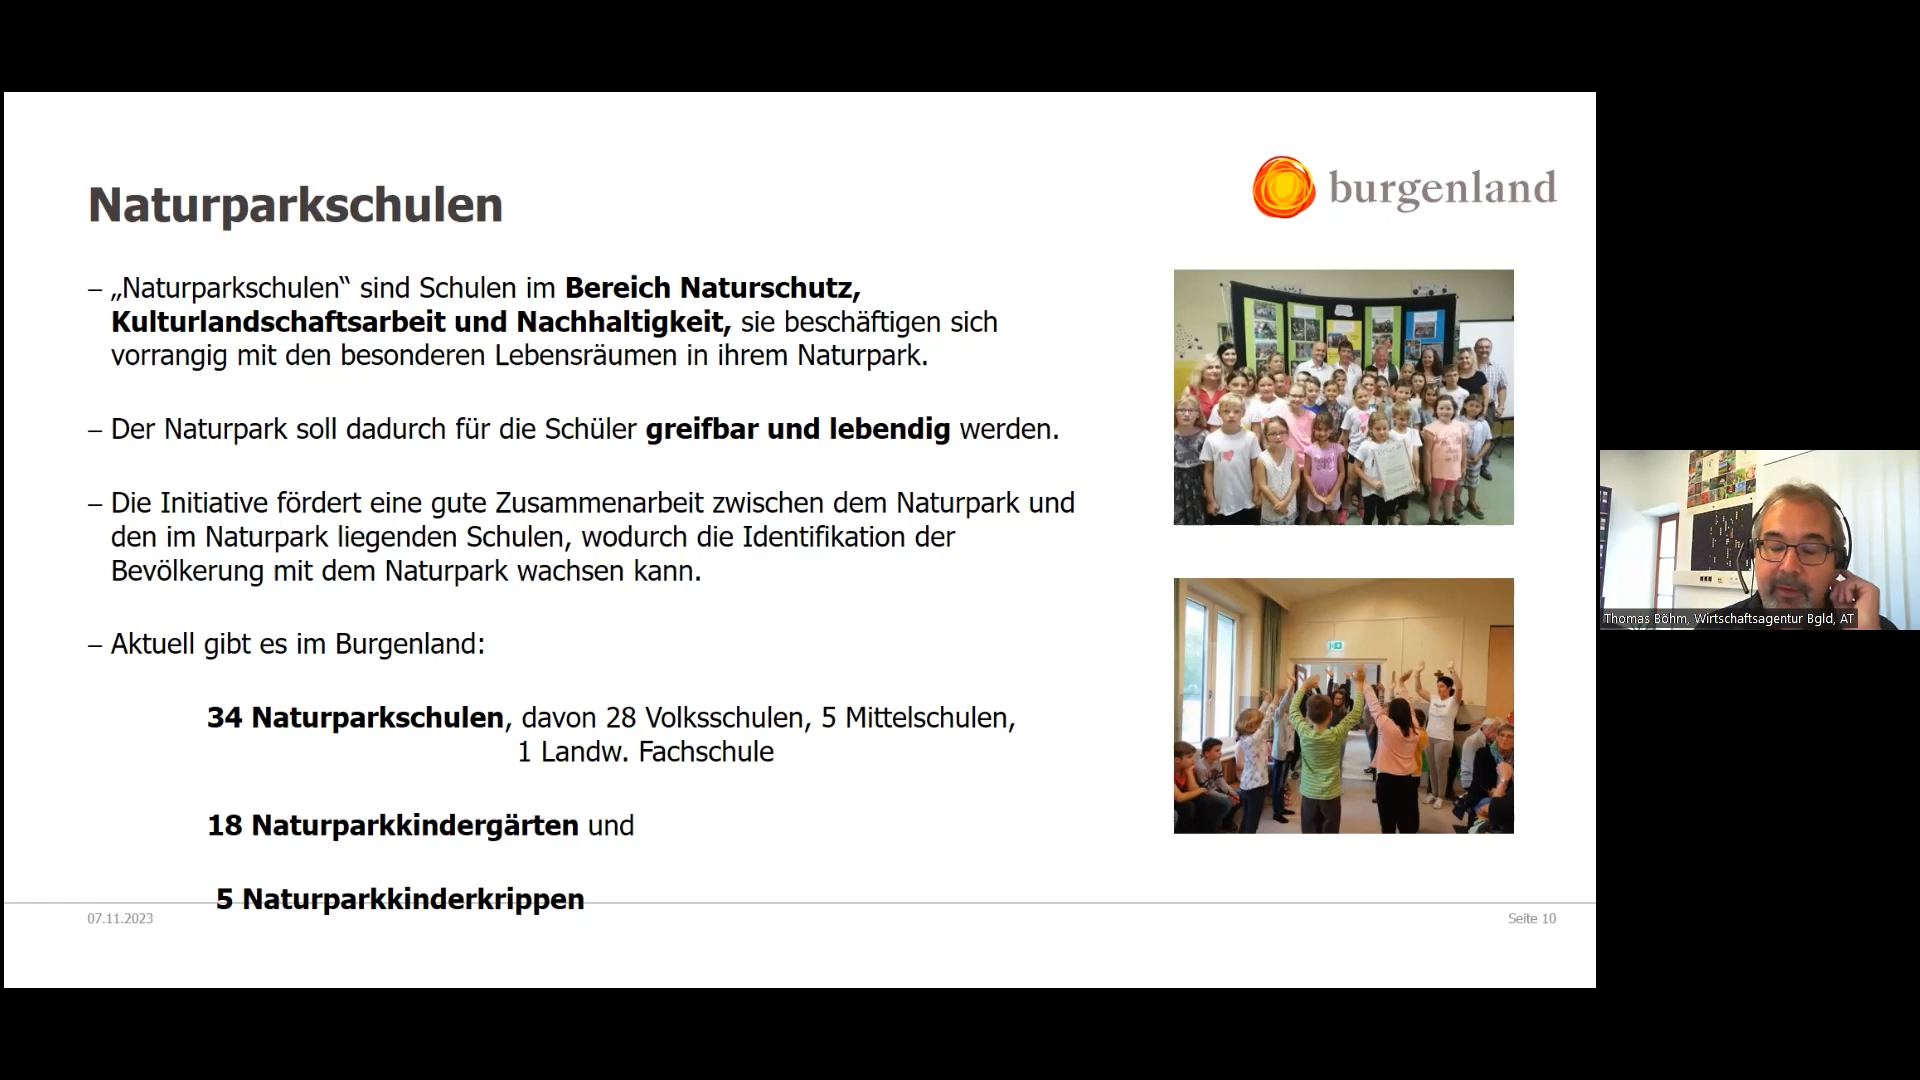 Naturparkschulen
burgenland
– „Naturparkschulen“ sind Schulen im Bereich Naturschutz,
Kulturlandschaftsarbeit und Nachhaltigkeit, sie beschäftigen sich
vorrangig mit den besonderen Lebensräumen in ihrem Naturpark.
– Der Naturpark soll dadurch für die Schüler greifbar und lebendig werden.
– Die Initiative fördert eine gute Zusammenarbeit zwischen dem Naturpark und
den im Naturpark liegenden Schulen, wodurch die Identifikation der
Bevölkerung mit dem Naturpark wachsen kann.
– Aktuell gibt es im Burgenland:
34 Naturparkschulen, davon 28 Volksschulen, 5 Mittelschulen,
1 Landw. Fachschule
18 Naturparkkindergärten und
5 Naturparkkinderkrippen
07.11.2023
Seite 10
Thomas Böhm, Wirtschaftsagentur Bgld, AT